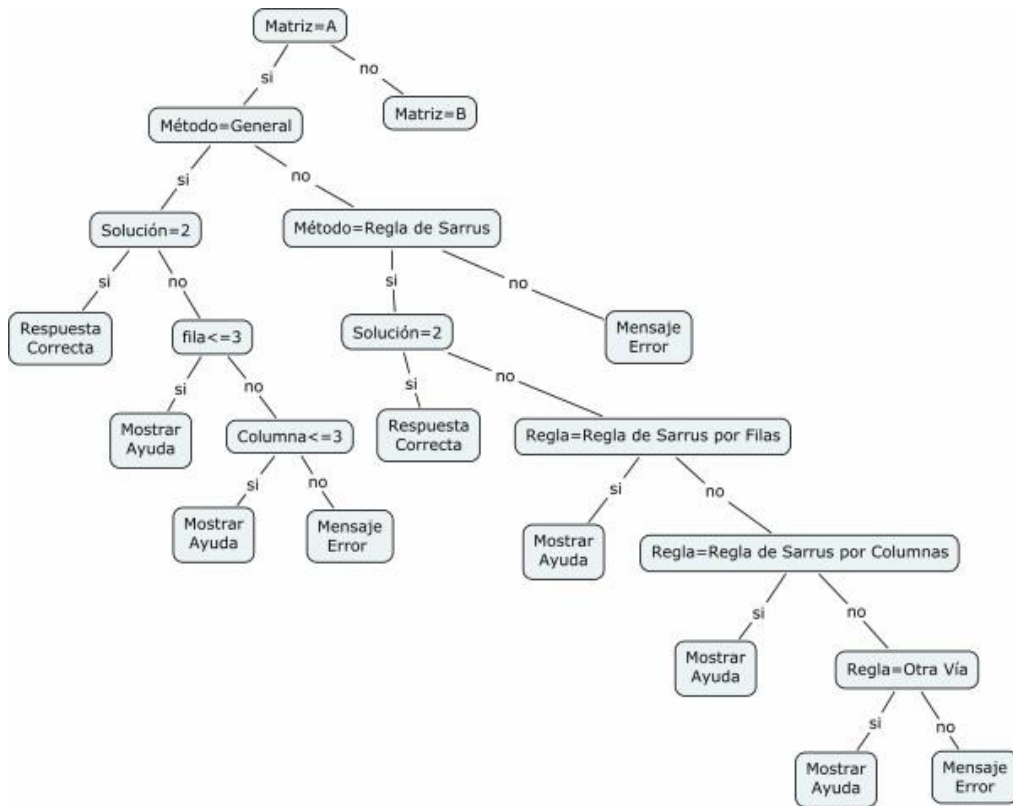 Matriz=A
si
no
Matriz=B
Método=General
si
no
Solución=2
Método=Regla de Sarrus
si
no
si
no
Respuesta
Correcta
fila<=3
Solución=2
Mensaje
Error
si
no
si
no
Mostrar
Ayuda
Columna<=3
Respuesta
Correcta
Regla=Regla de Sarrus por Filas
si
no
si
no
Mostrar
Ayuda
Mensaje
Error
Mostrar
Ayuda
Regla=Regla de Sarrus por Columnas
si
no
Mostrar
Ayuda
Regla=Otra Vía
si
no
Mostrar
Ayuda
Mensaje
Error